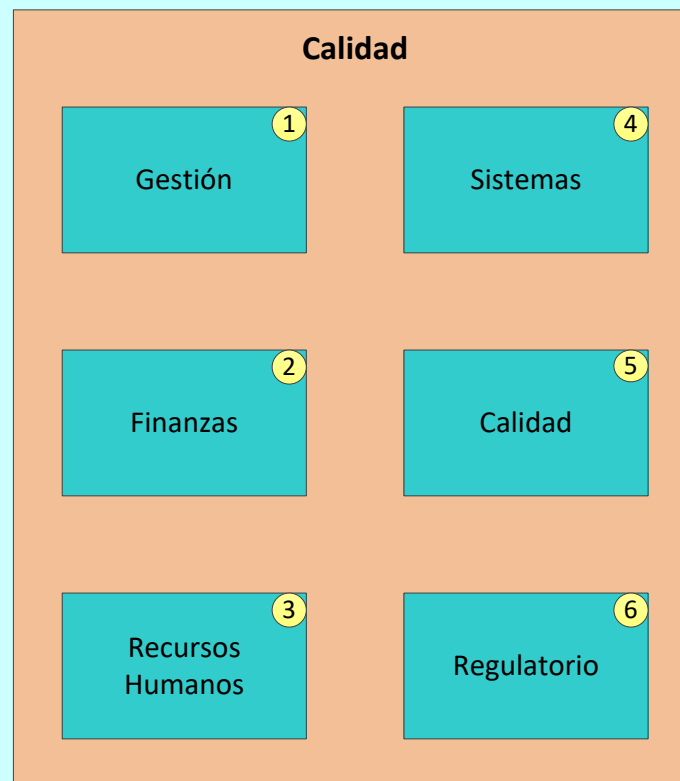 Calidad
1
Gestión
4
Sistemas
2
Finanzas
5
Calidad
3
Recursos
Humanos
6
Regulatorio